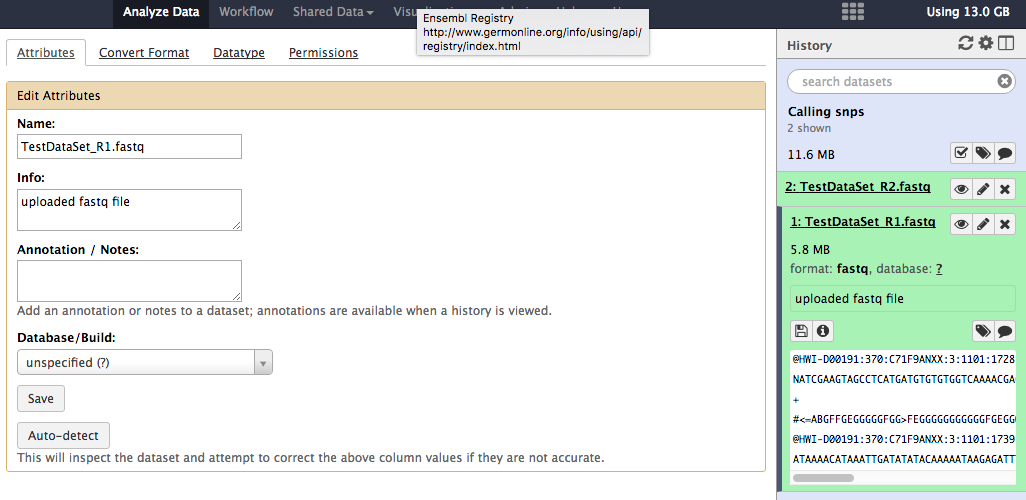 Analyze Data Workflow Shared Data Using 13.0 GB
Ensembl Registry
http://www.germonline.org/info/using/api/
registry/index.html
Attributes Convert Format Datatype Permissions
Edit Attributes
Name:
TestDataSet_R1.fastq
Info:
uploaded fastq file
Annotation / Notes:
Add an annotation or notes to a dataset; annotations are available when a history is viewed.
Database/Build:
unspecified (?)
Save
Auto-detect
This will inspect the dataset and attempt to correct the above column values if they are not accurate.
History
search datasets
Calling snps
2 shown
11.6 MB
2: TestDataSet_R2.fastq
1: TestDataSet_R1.fastq
5.8 MB
format: fastq, database: ?
uploaded fastq file
@HWI-D00191:370:C71F9ANXX:3:1101:1728
NATCGAAGTAGCCTCATGATGTGTGTGGTCAAAACGA
+
#<=ABGFFGEGGGGGFGG>FEGGGGGGGGGGGFGEGG
@HWI-D00191:370:C71F9ANXX:3:1101:1739
ATAAAACATAAATTGATATATACAAAAATAAGAGATT